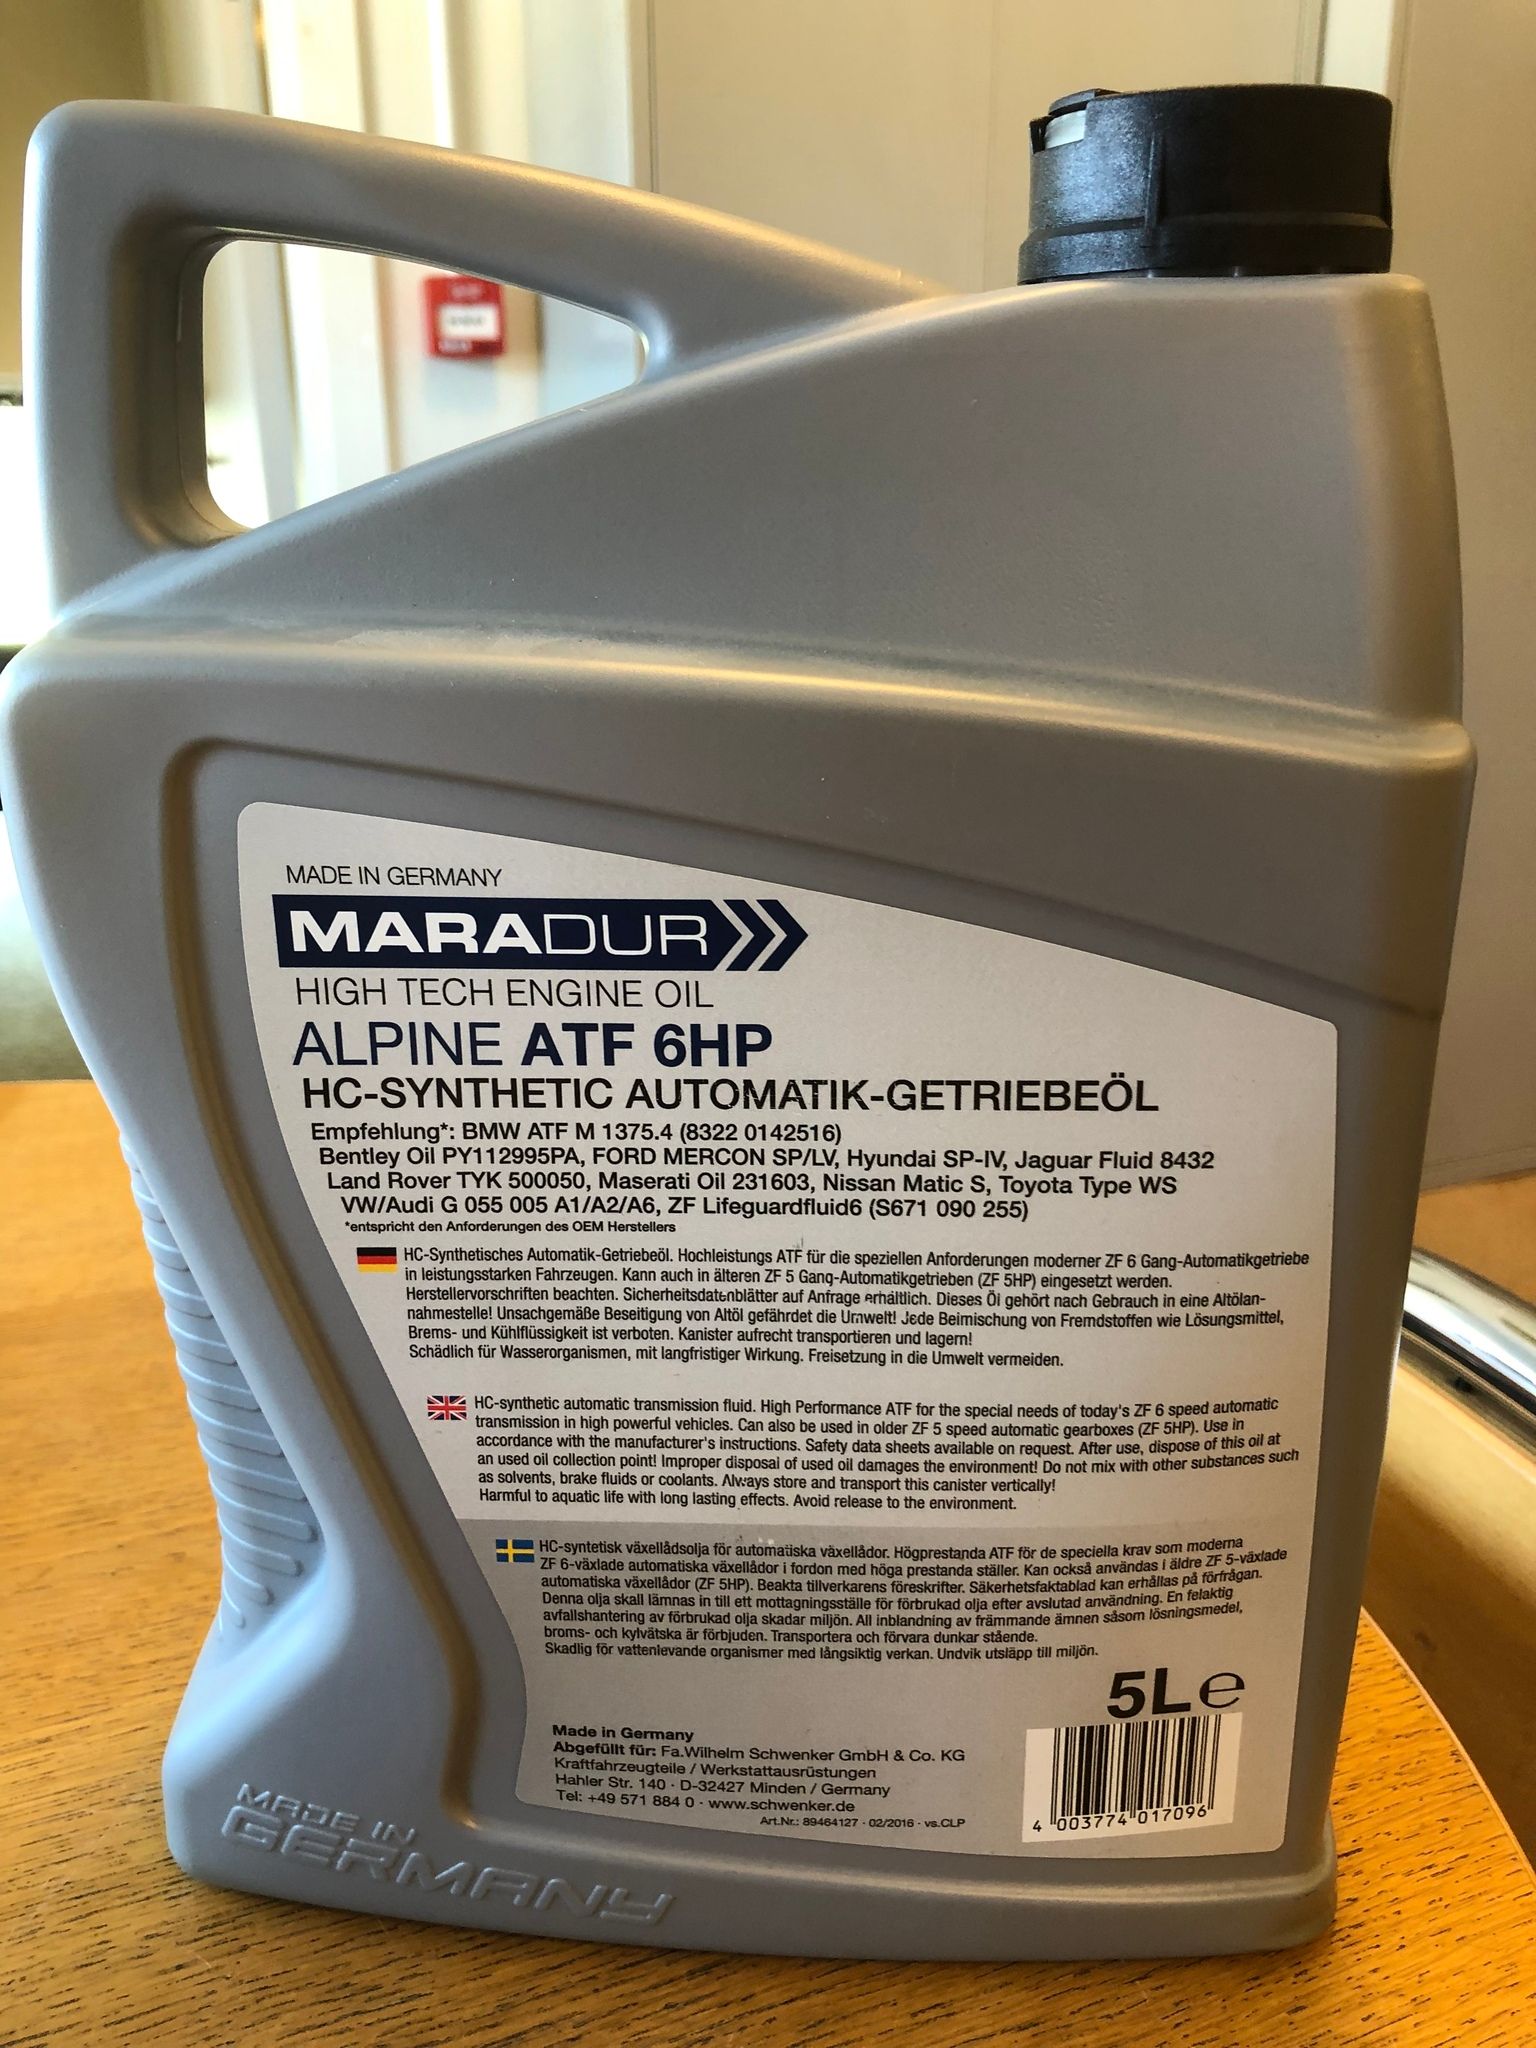 MADE IN GERMANY
MARADUR
HIGH TECH ENGINE OIL
ALPINE ATF 6HP
HC-SYNTHETIC AUTOMATIK-GETRIEBEÖL
Empfehlung*: BMW ATF M 1375.4 (8322 0142516)
Bentley Oil PY112995PA, FORD MERCON SP/LV, Hyundai SP-IV, Jaguar Fluid 8432
Land Rover TYK 500050, Maserati Oil 231603, Nissan Matic S, Toyota Type WS
VW/Audi G 055 005 A1/A2/A6, ZF Lifeguardfluid6 (S671 090 255)
*entspricht den Anforderungen des OEM Herstellers
HC-Synthetisches Automatik-Getriebeöl. Hochleistungs ATF für die speziellen Anforderungen moderner ZF 6 Gang-Automatikgetriebe
in leistungsstarken Fahrzeugen. Kann auch in älteren ZF 5 Gang-Automatikgetrieben (ZF 5HP) eingesetzt werden.
Herstellervorschriften beachten. Sicherheitsdatenblätter auf Anfrage erhältlich. Dieses Öl gehört nach Gebrauch in eine Altölan-
nahmestelle! Unsachgemäße Beseitigung von Altöl gefährdet die Umwelt! Jede Beimischung von Fremdstoffen wie Lösungsmittel,
Brems- und Kühlflüssigkeit ist verboten. Kanister aufrecht transportieren und lagern!
Schädlich für Wasserorganismen, mit langfristiger Wirkung. Freisetzung in die Umwelt vermeiden.
HC-synthetic automatic transmission fluid. High Performance ATF for the special needs of today's ZF 6 speed automatic
transmission in high powerful vehicles. Can also be used in older ZF 5 speed automatic gearboxes (ZF 5HP). Use in
accordance with the manufacturer's instructions. Safety data sheets available on request. After use, dispose of this oil at
an used oil collection point! Improper disposal of used oil damages the environment! Do not mix with other substances such
as solvents, brake fluids or coolants. Always store and transport this canister vertically!
Harmful to aquatic life with long lasting effects. Avoid release to the environment.
HC-syntetisk växellådsolja för automatiska växellådor. Högprestanda ATF för de speciella krav som moderna
ZF 6-växlade automatiska växellådor i fordon med höga prestanda ställer. Kan också användas i äldre ZF 5-växlade
automatiska växellådor (ZF 5HP). Beakta tillverkarens föreskrifter. Säkerhetsfaktablad kan erhållas på förfrågan.
Denna olja skall lämnas in till ett mottagningsställe för förbrukad olja efter avslutad användning. En felaktig
avfallshantering av förbrukad olja skadar miljön. All inblandning av främmande ämnen såsom lösningsmedel,
broms- och kylvätska är förbjuden. Transportera och förvara dunkar stående.
Skadlig för vattenlevande organismer med långsiktig verkan. Undvik utsläpp till miljön.
5L℮
Made in Germany
Abgefüllt für: Fa.Wilhelm Schwenker GmbH & Co. KG
Kraftfahrzeugteile / Werkstattausrüstungen
Hahler Str. 140 · D-32427 Minden / Germany
Tel: +49 571 884 0 · www.schwenker.de
Art.Nr.: 89464127 · 02/2016 · vs.CLP
4 003774 017096
MADE IN
GERMANY